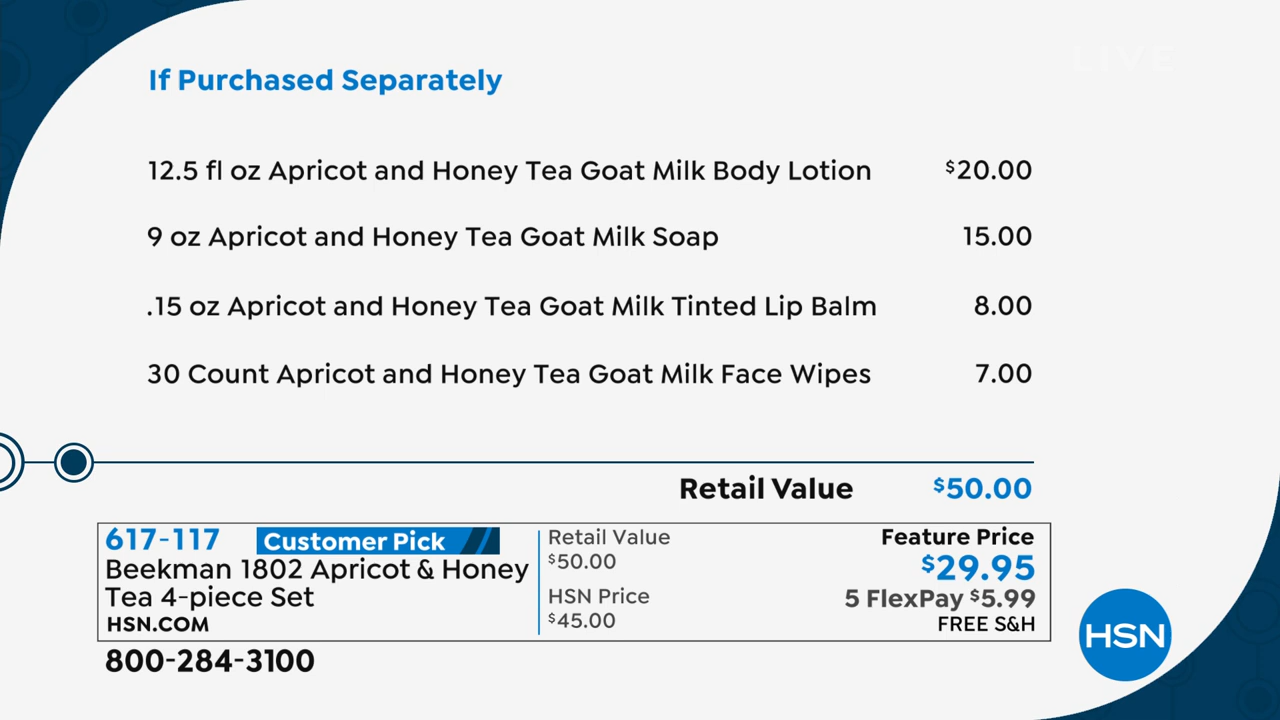 LIVE
If Purchased Separately
12.5 fl oz Apricot and Honey Tea Goat Milk Body Lotion $20.00
9 oz Apricot and Honey Tea Goat Milk Soap 15.00
.15 oz Apricot and Honey Tea Goat Milk Tinted Lip Balm 8.00
30 Count Apricot and Honey Tea Goat Milk Face Wipes 7.00
Retail Value $50.00
617-117 Customer Pick
Beekman 1802 Apricot & Honey
Tea 4-piece Set
HSN.COM
Retail Value
$50.00
HSN Price
$45.00
Feature Price
$29.95
5 FlexPay $5.99
FREE S&H
HSN
800-284-3100